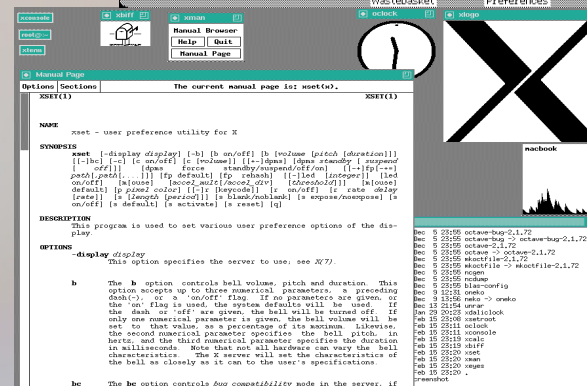 Wastebasket
Preferences
xconsole
xbiff
xman
oclock
xlogo
root@:~
Manual Browser
Help
Quit
xterm
Manual Page
Manual Page
Options
Sections
The current manual page is: xset(x).
XSET(1) XSET(1)
NAME
xset - user preference utility for X
SYNOPSIS
xset [-display display] [-b] [b on/off] [b [volume [pitch [duration]]]
[[-]bc] [-c] [c on/off] [c [volume]] [[+-]dpms] [dpms standby [ suspend
[ off]]] [dpms force standby/suspend/off/on] [[-+]fp[-+=]
path[,path[,...]]] [fp default] [fp rehash] [[-]led [integer]] [led
on/off] [m[ouse] [accel_mult[/accel_div] [threshold]]] [m[ouse]
default] [p pixel color] [[-]r [keycode]] [r on/off] [r rate delay
[rate]] [s [length [period]]] [s blank/noblank] [s expose/noexpose] [s
on/off] [s default] [s activate] [s reset] [q]
DESCRIPTION
This program is used to set various user preference options of the dis-
play.
OPTIONS
-display display
This option specifies the server to use; see X(7).
b The b option controls bell volume, pitch and duration. This
option accepts up to three numerical parameters, a preceding
dash(-), or a 'on/off' flag. If no parameters are given, or
the 'on' flag is used, the system defaults will be used. If
the dash or 'off' are given, the bell will be turned off. If
only one numerical parameter is given, the bell volume will be
set to that value, as a percentage of its maximum. Likewise,
the second numerical parameter specifies the bell pitch, in
hertz, and the third numerical parameter specifies the duration
in milliseconds. Note that not all hardware can vary the bell
characteristics. The X server will set the characteristics of
the bell as closely as it can to the user's specifications.
bc The bc option controls bug compatibility mode in the server, if
macbook
Dec 5 23:55 octave-bug-2.1.72
Dec 5 23:55 octave-bug -> octave-bug-2.1.72
Dec 5 23:55 octave-2.1.72
Dec 5 23:55 octave -> octave-2.1.72
Dec 5 23:55 mkoctfile-2.1.72
Dec 5 23:55 mkoctfile -> mkoctfile-2.1.72
Dec 5 23:55 ncgen
Dec 5 23:55 ncdump
Dec 5 23:55 blas-config
Dec 9 12:31 oneko
Dec 9 13:56 neko -> oneko
Dec 13 21:54 unrar
Jan 29 20:23 xdaliclock
Feb 15 23:08 xsetroot
Feb 15 23:11 oclock
Feb 15 23:11 xconsole
Feb 15 23:19 xcalc
Feb 15 23:19 xbiff
Feb 15 23:20 xset
Feb 15 23:20 xman
Feb 15 23:20 xeyes
creenshot